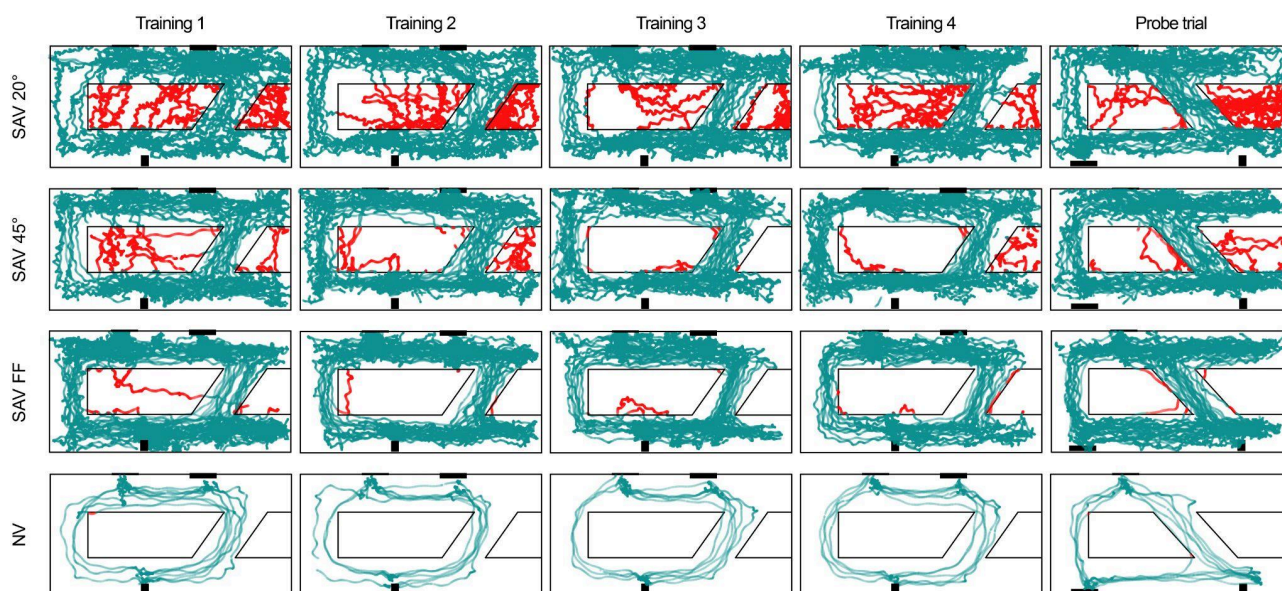 Training 1 Training 2 Training 3 Training 4 Probe trial
SAV 20°
SAV 45°
SAV FF
NV